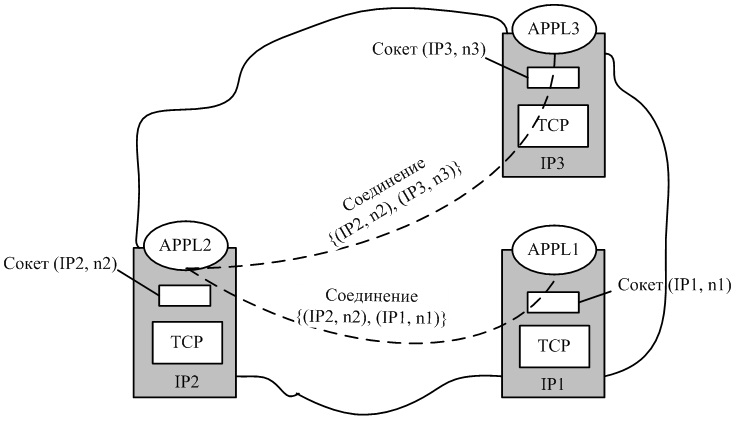 APPL3
Сокет (IP3, n3)
TCP
IP3
Соединение
{(IP2, n2), (IP3, n3)}
APPL2
APPL1
Сокет (IP2, n2)
Сокет (IP1, n1)
Соединение
{(IP2, n2), (IP1, n1)}
TCP
TCP
IP2
IP1